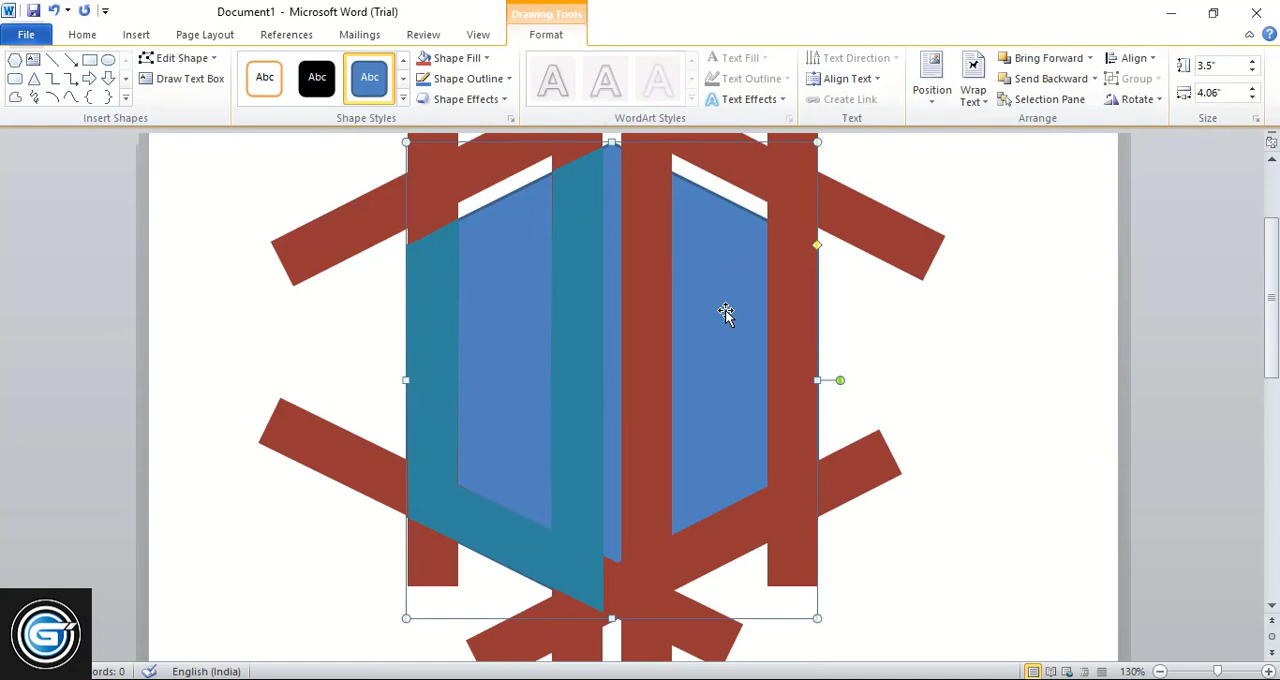 Document1 - Microsoft Word (Trial)
Drawing Tools
File Home Insert Page Layout References Mailings Review View Format
Edit Shape
Draw Text Box
Insert Shapes
Abc Abc Abc
Shape Fill
Shape Outline
Shape Effects
Shape Styles
A A A
Text Fill
Text Outline
Text Effects
WordArt Styles
Text Direction
Align Text
Create Link
Text
Position
Wrap
Text
Bring Forward
Send Backward
Selection Pane
Align
Group
Rotate
Arrange
3.5"
4.06"
Size
ords: 0 English (India) 130%